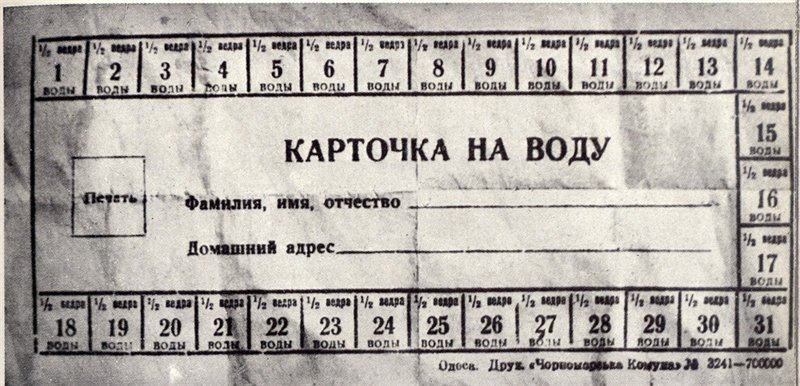 1/2 ведра 1/2 ведра 1/2 ведра 1/2 ведра 1/2 ведра 1/2 ведра 1/2 ведра 1/2 ведра 1/2 ведра 1/2 ведра 1/2 ведра 1/2 ведра 1/2 ведра 1/2 ведра
1 2 3 4 5 6 7 8 9 10 11 12 13 14
воды воды воды воды воды воды воды воды воды воды воды воды воды воды
1/2 ведра
15
воды
КАРТОЧКА НА ВОДУ
1/2 ведра
16
воды
Печать
Фамилия, имя, отчество
Домашний адрес
1/2 ведра
17
воды
1/2 ведра 1/2 ведра 1/2 ведра 1/2 ведра 1/2 ведра 1/2 ведра 1/2 ведра 1/2 ведра 1/2 ведра 1/2 ведра 1/2 ведра 1/2 ведра 1/2 ведра 1/2 ведра
18 19 20 21 22 23 24 25 26 27 28 29 30 31
воды воды воды воды воды воды воды воды воды воды воды воды воды воды
Одеса. Друк. «Чорноморська Комуна» № 3241—700000